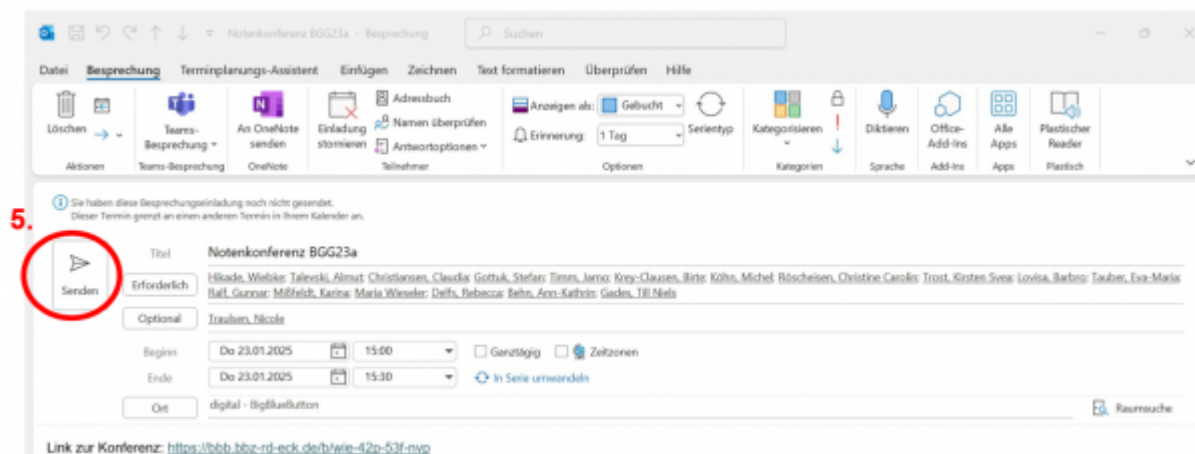 Notenkonferenz BGG23a - Besprechung
Suchen
Datei Besprechung Terminplanungs-Assistent Einfügen Zeichnen Text formatieren Überprüfen Hilfe
Löschen
Teams-Besprechung
An OneNote senden
Einladung stornieren
Adressbuch
Namen überprüfen
Antwortoptionen
Anzeigen als: Gebucht
Erinnerung: 1 Tag
Serientyp
Kategorisieren
Diktieren
Office-Add-Ins
Alle Apps
Plastischer Reader
Aktionen Teams-Besprechung OneNote Teilnehmer Optionen Kategorien Sprache Add-Ins Apps Plastisch
Sie haben diese Besprechungseinladung noch nicht gesendet.
Dieser Termin grenzt an einen anderen Termin in Ihrem Kalender an.
5.
Senden
Titel Notenkonferenz BGG23a
Erforderlich Hikade, Wiebke; Talevski, Almut; Christiansen, Claudia; Gottuk, Stefan; Timm, Jarno; Krey-Clausen, Birte; Köhn, Michel; Röscheisen, Christine Carolin; Trost, Kirsten Svea; Lovisa, Barbro; Tauber, Eva-Maria;
Ralf, Gunnar; Mißfeldt, Karina; Maria Wieseler; Delfs, Rebecca; Behn, Ann-Kathrin; Gades, Till Niels
Optional Traulsen, Nicole
Beginn Do 23.01.2025 15:00 Ganztägig Zeitzonen
Ende Do 23.01.2025 15:30 In Serie umwandeln
Ort digital - BigBlueButton Raumsuche
Link zur Konferenz: https://bbb.bbz-rd-eck.de/b/wie-42p-53f-nvp